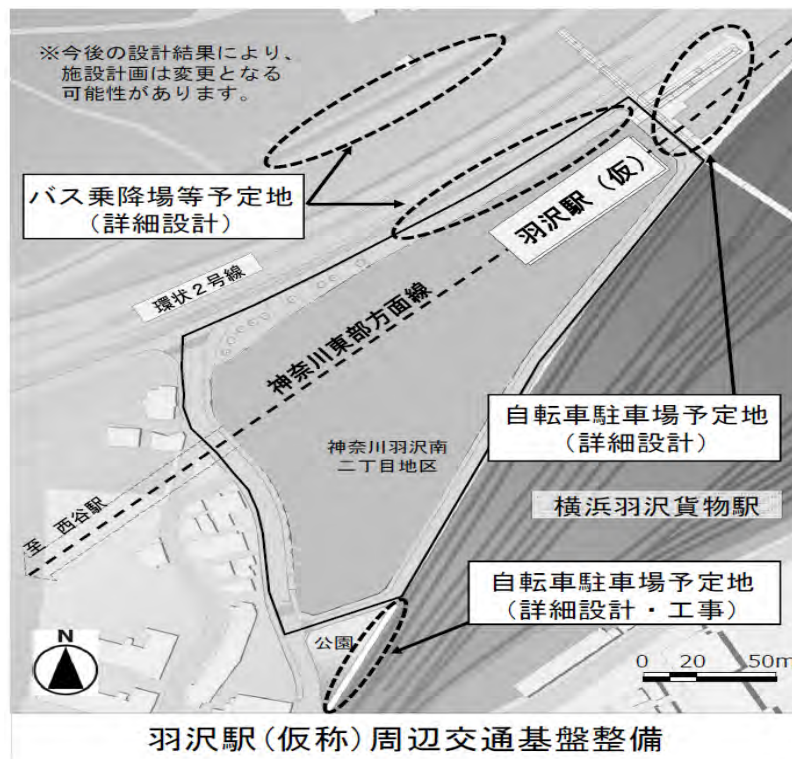 ※今後の設計結果により、
施設計画は変更となる
可能性があります。
バス乗降場等予定地
(詳細設計)
羽沢駅(仮)
環状2号線
神奈川東部方面線
自転車駐車場予定地
(詳細設計)
神奈川羽沢南
二丁目地区
至 西谷駅
横浜羽沢貨物駅
自転車駐車場予定地
(詳細設計・工事)
公園
N
0 20 50m
羽沢駅(仮称)周辺交通基盤整備